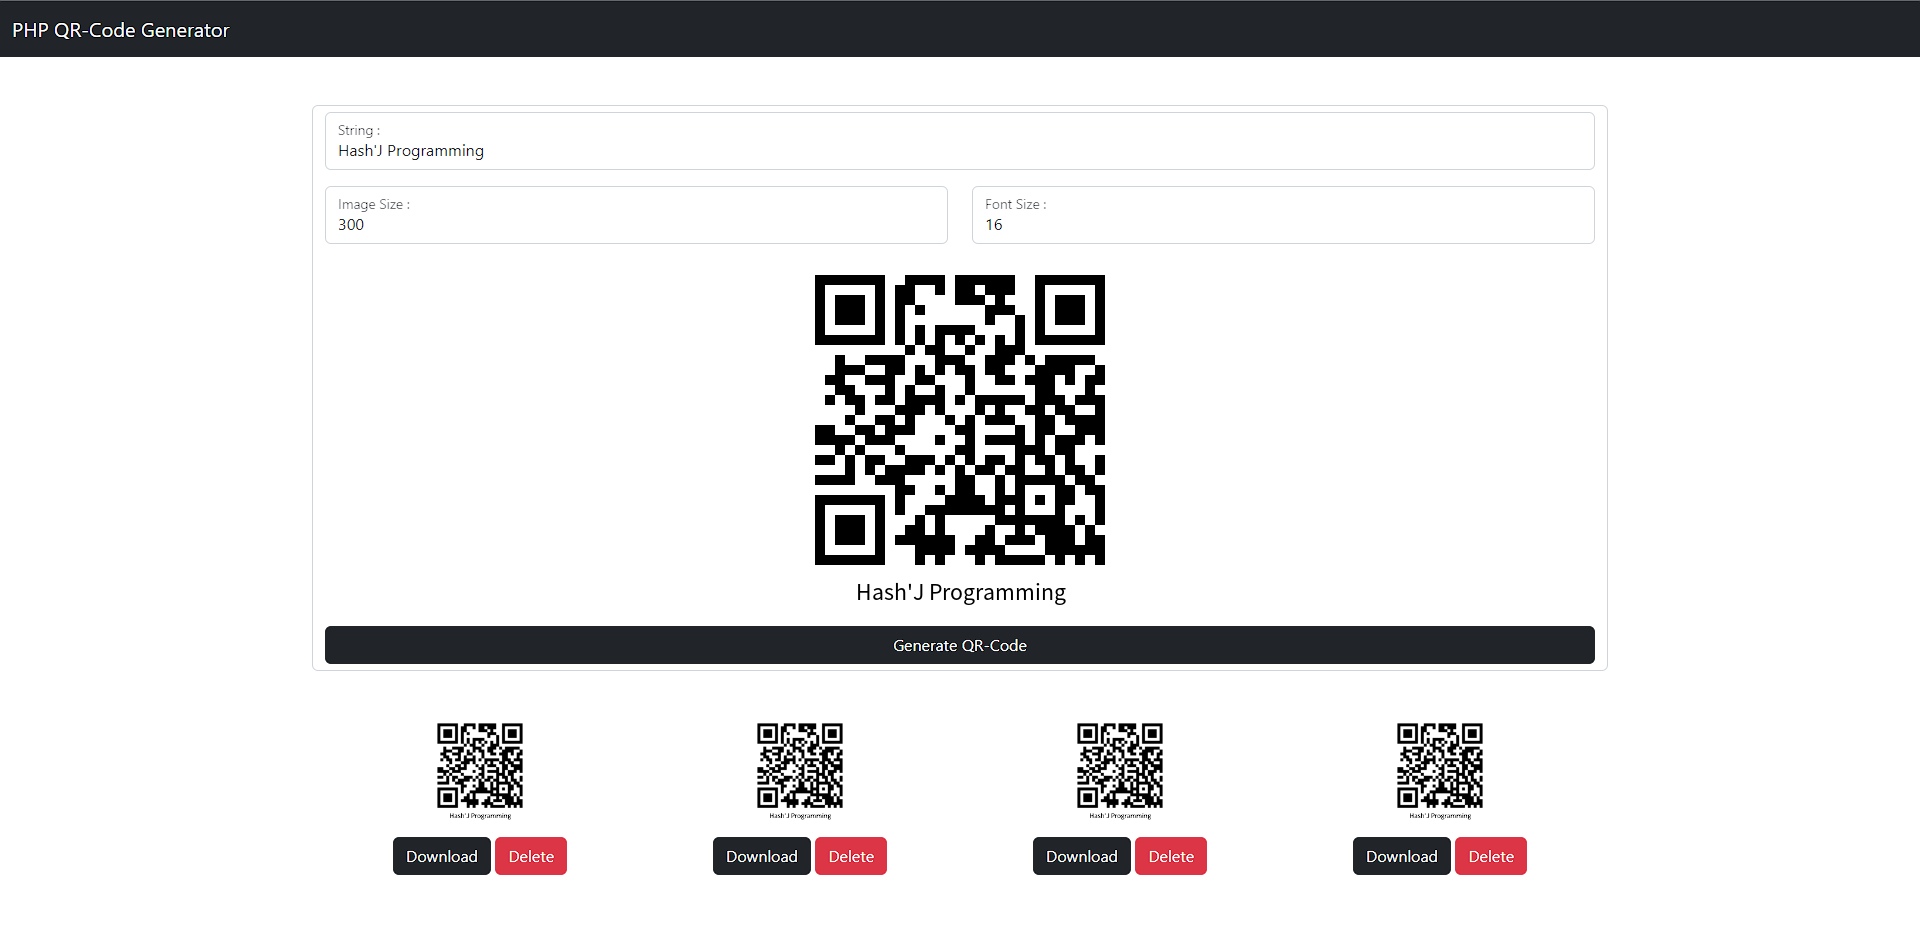 PHP QR-Code Generator
String :
Hash'J Programming
Image Size :
300
Font Size :
16
Hash'J Programming
Generate QR-Code
Hash'J Programming
Hash'J Programming
Hash'J Programming
Hash'J Programming
Download Delete
Download Delete
Download Delete
Download Delete